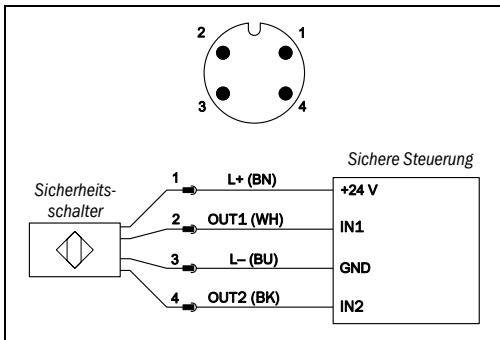 2 1
3 4
Sichere Steuerung
Sicherheits-
schalter
1 L+ (BN) +24 V
2 OUT1 (WH) IN1
3 L– (BU) GND
4 OUT2 (BK) IN2